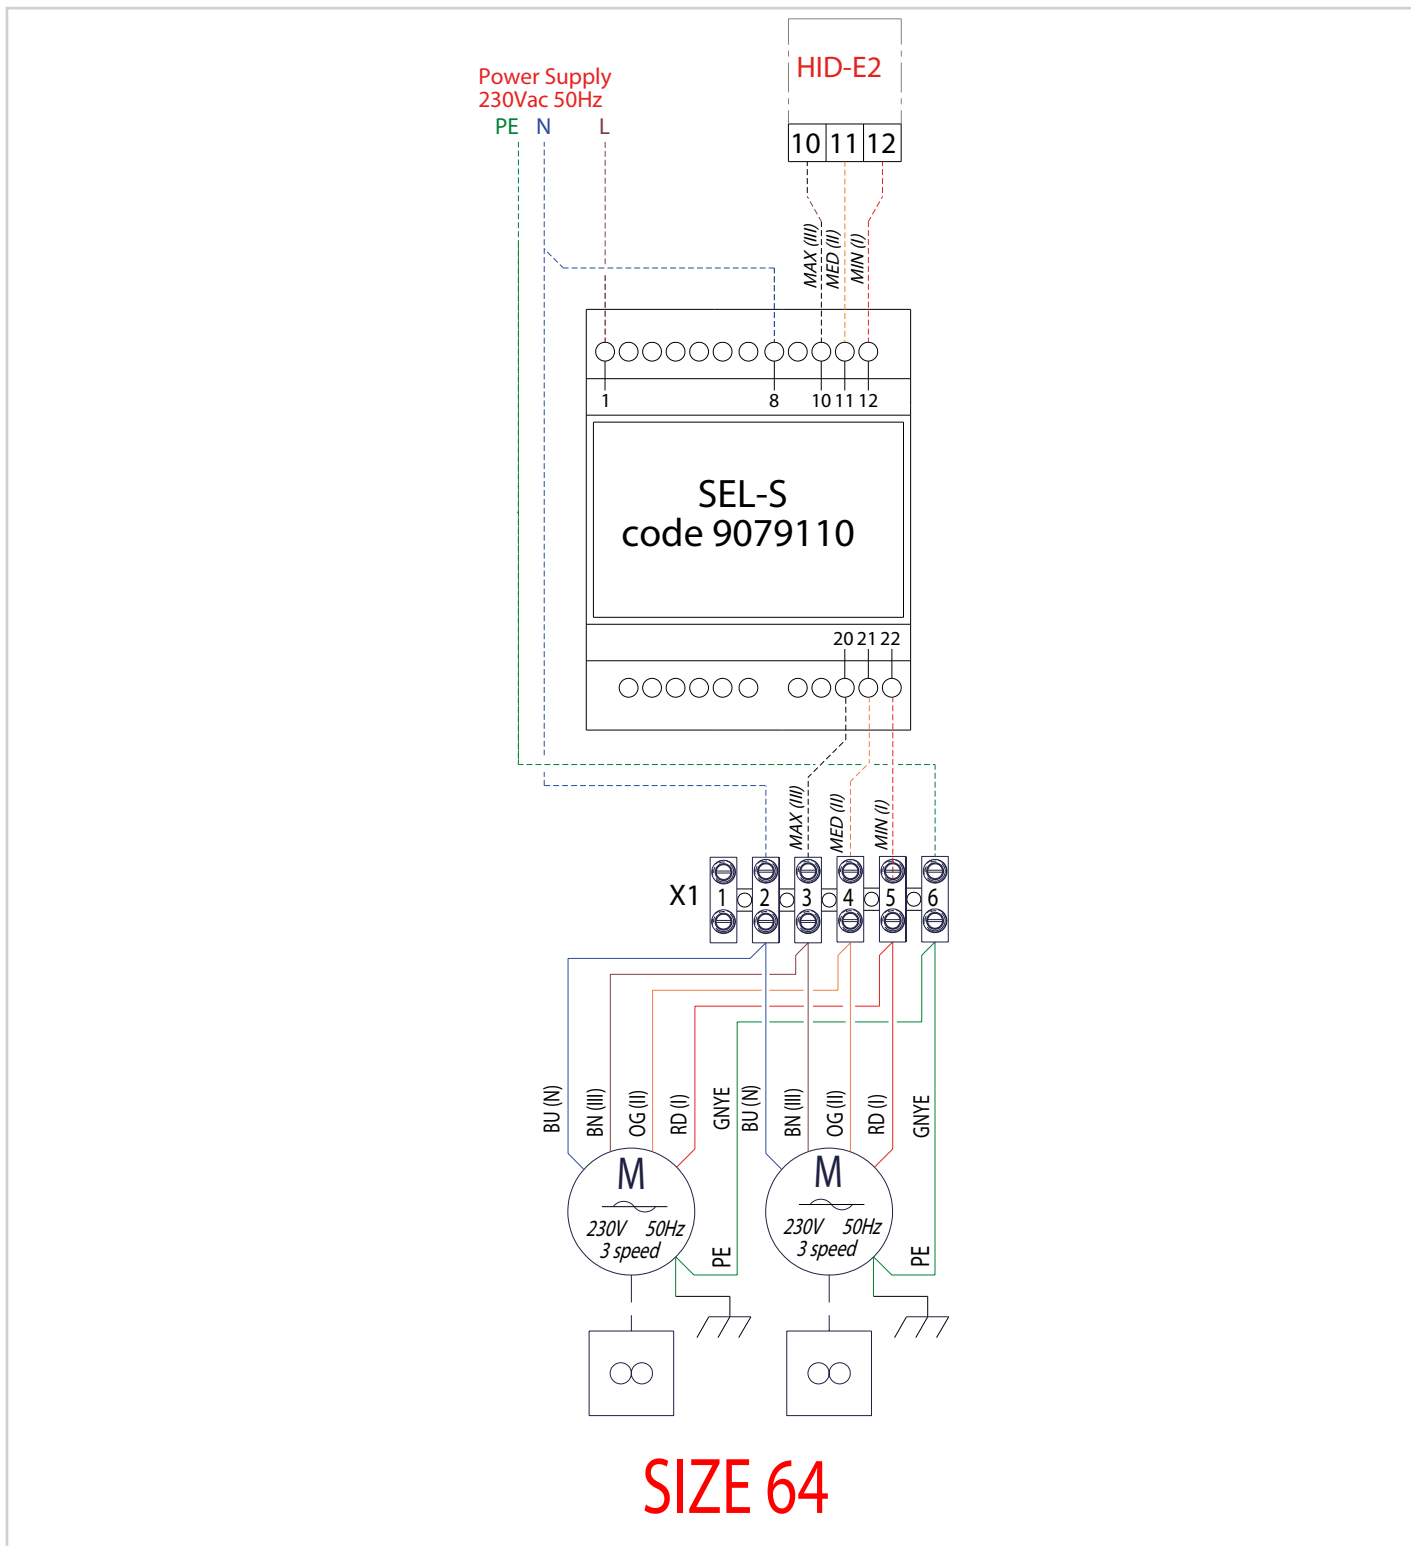 HID-E2
Power Supply
230Vac 50Hz
PE N L
10 11 12
MAX (III)
MED (II)
MIN (I)
1 8 10 11 12
SEL-S
code 9079110
20 21 22
MAX (III)
MED (II)
MIN (I)
X1 1 2 3 4 5 6
BU (N)
BN (III)
OG (II)
RD (I)
GNYE
BU (N)
BN (III)
OG (II)
RD (I)
GNYE
M
230V 50Hz
3 speed
PE
M
230V 50Hz
3 speed
PE
SIZE 64